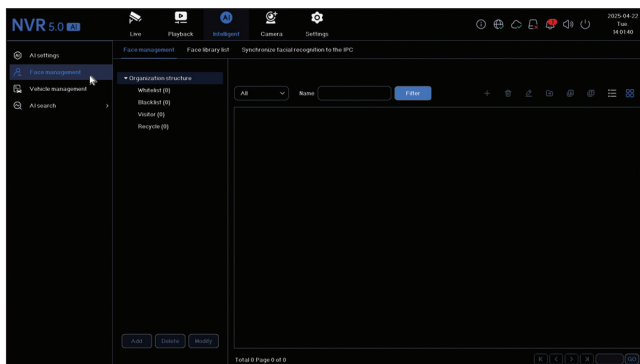 NVR 5.0 AI
Live
Playback
AI
Intelligent
Camera
Settings
2025-04-22
Tue.
14:01:40
AI settings
Face management
Vehicle management
AI search
Face management
Face library list
Synchronize facial recognition to the IPC
Organization structure
Whitelist (0)
Blacklist (0)
Visitor (0)
Recycle (0)
All
Name
Filter
Add
Delete
Modify
Total 0 Page 0 of 0
GO